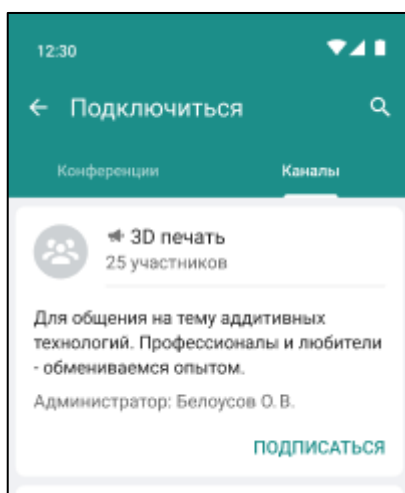 12:30
Подключиться
Конференции Каналы
3D печать
25 участников
Для общения на тему аддитивных
технологий. Профессионалы и любители
- обмениваемся опытом.
Администратор: Белоусов О. В.
ПОДПИСАТЬСЯ